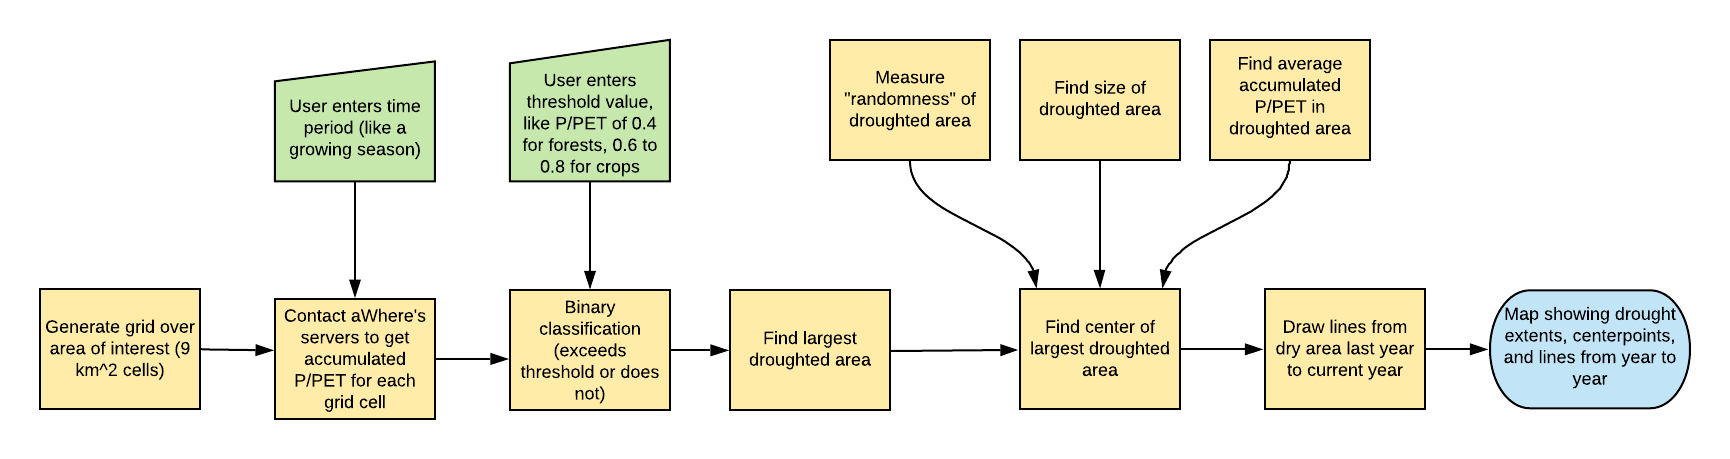 User enters time
period (like a
growing season)
User enters
threshold value,
like P/PET of 0.4
for forests, 0.6 to
0.8 for crops
Measure
"randomness" of
droughted area
Find size of
droughted area
Find average
accumulated
P/PET in
droughted area
Generate grid over
area of interest (9
km^2 cells)
Contact aWhere's
servers to get
accumulated
P/PET for each
grid cell
Binary
classification
(exceeds
threshold or does
not)
Find largest
droughted area
Find center of
largest droughted
area
Draw lines from
dry area last year
to current year
Map showing drought
extents, centerpoints,
and lines from year to
year